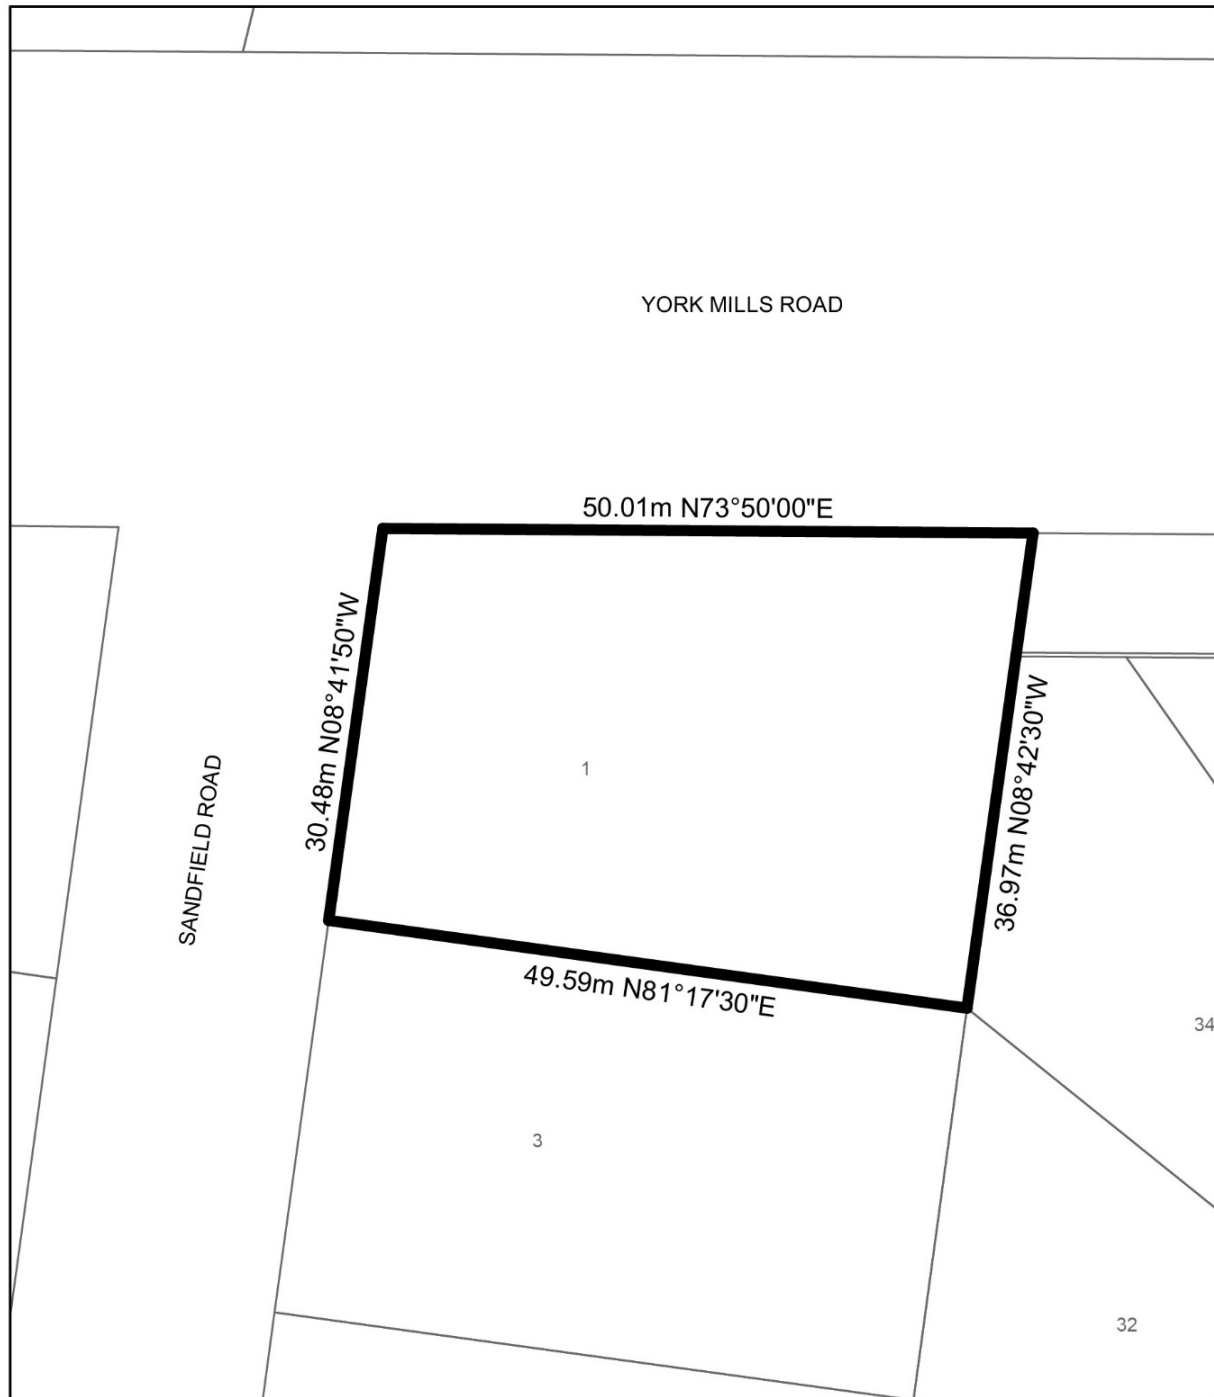 YORK MILLS ROAD
50.01m N73°50'00"E
30.48m N08°41'50"W
36.97m N08°42'30"W
1
SANDFIELD ROAD
49.59m N81°17'30"E
34
3
32